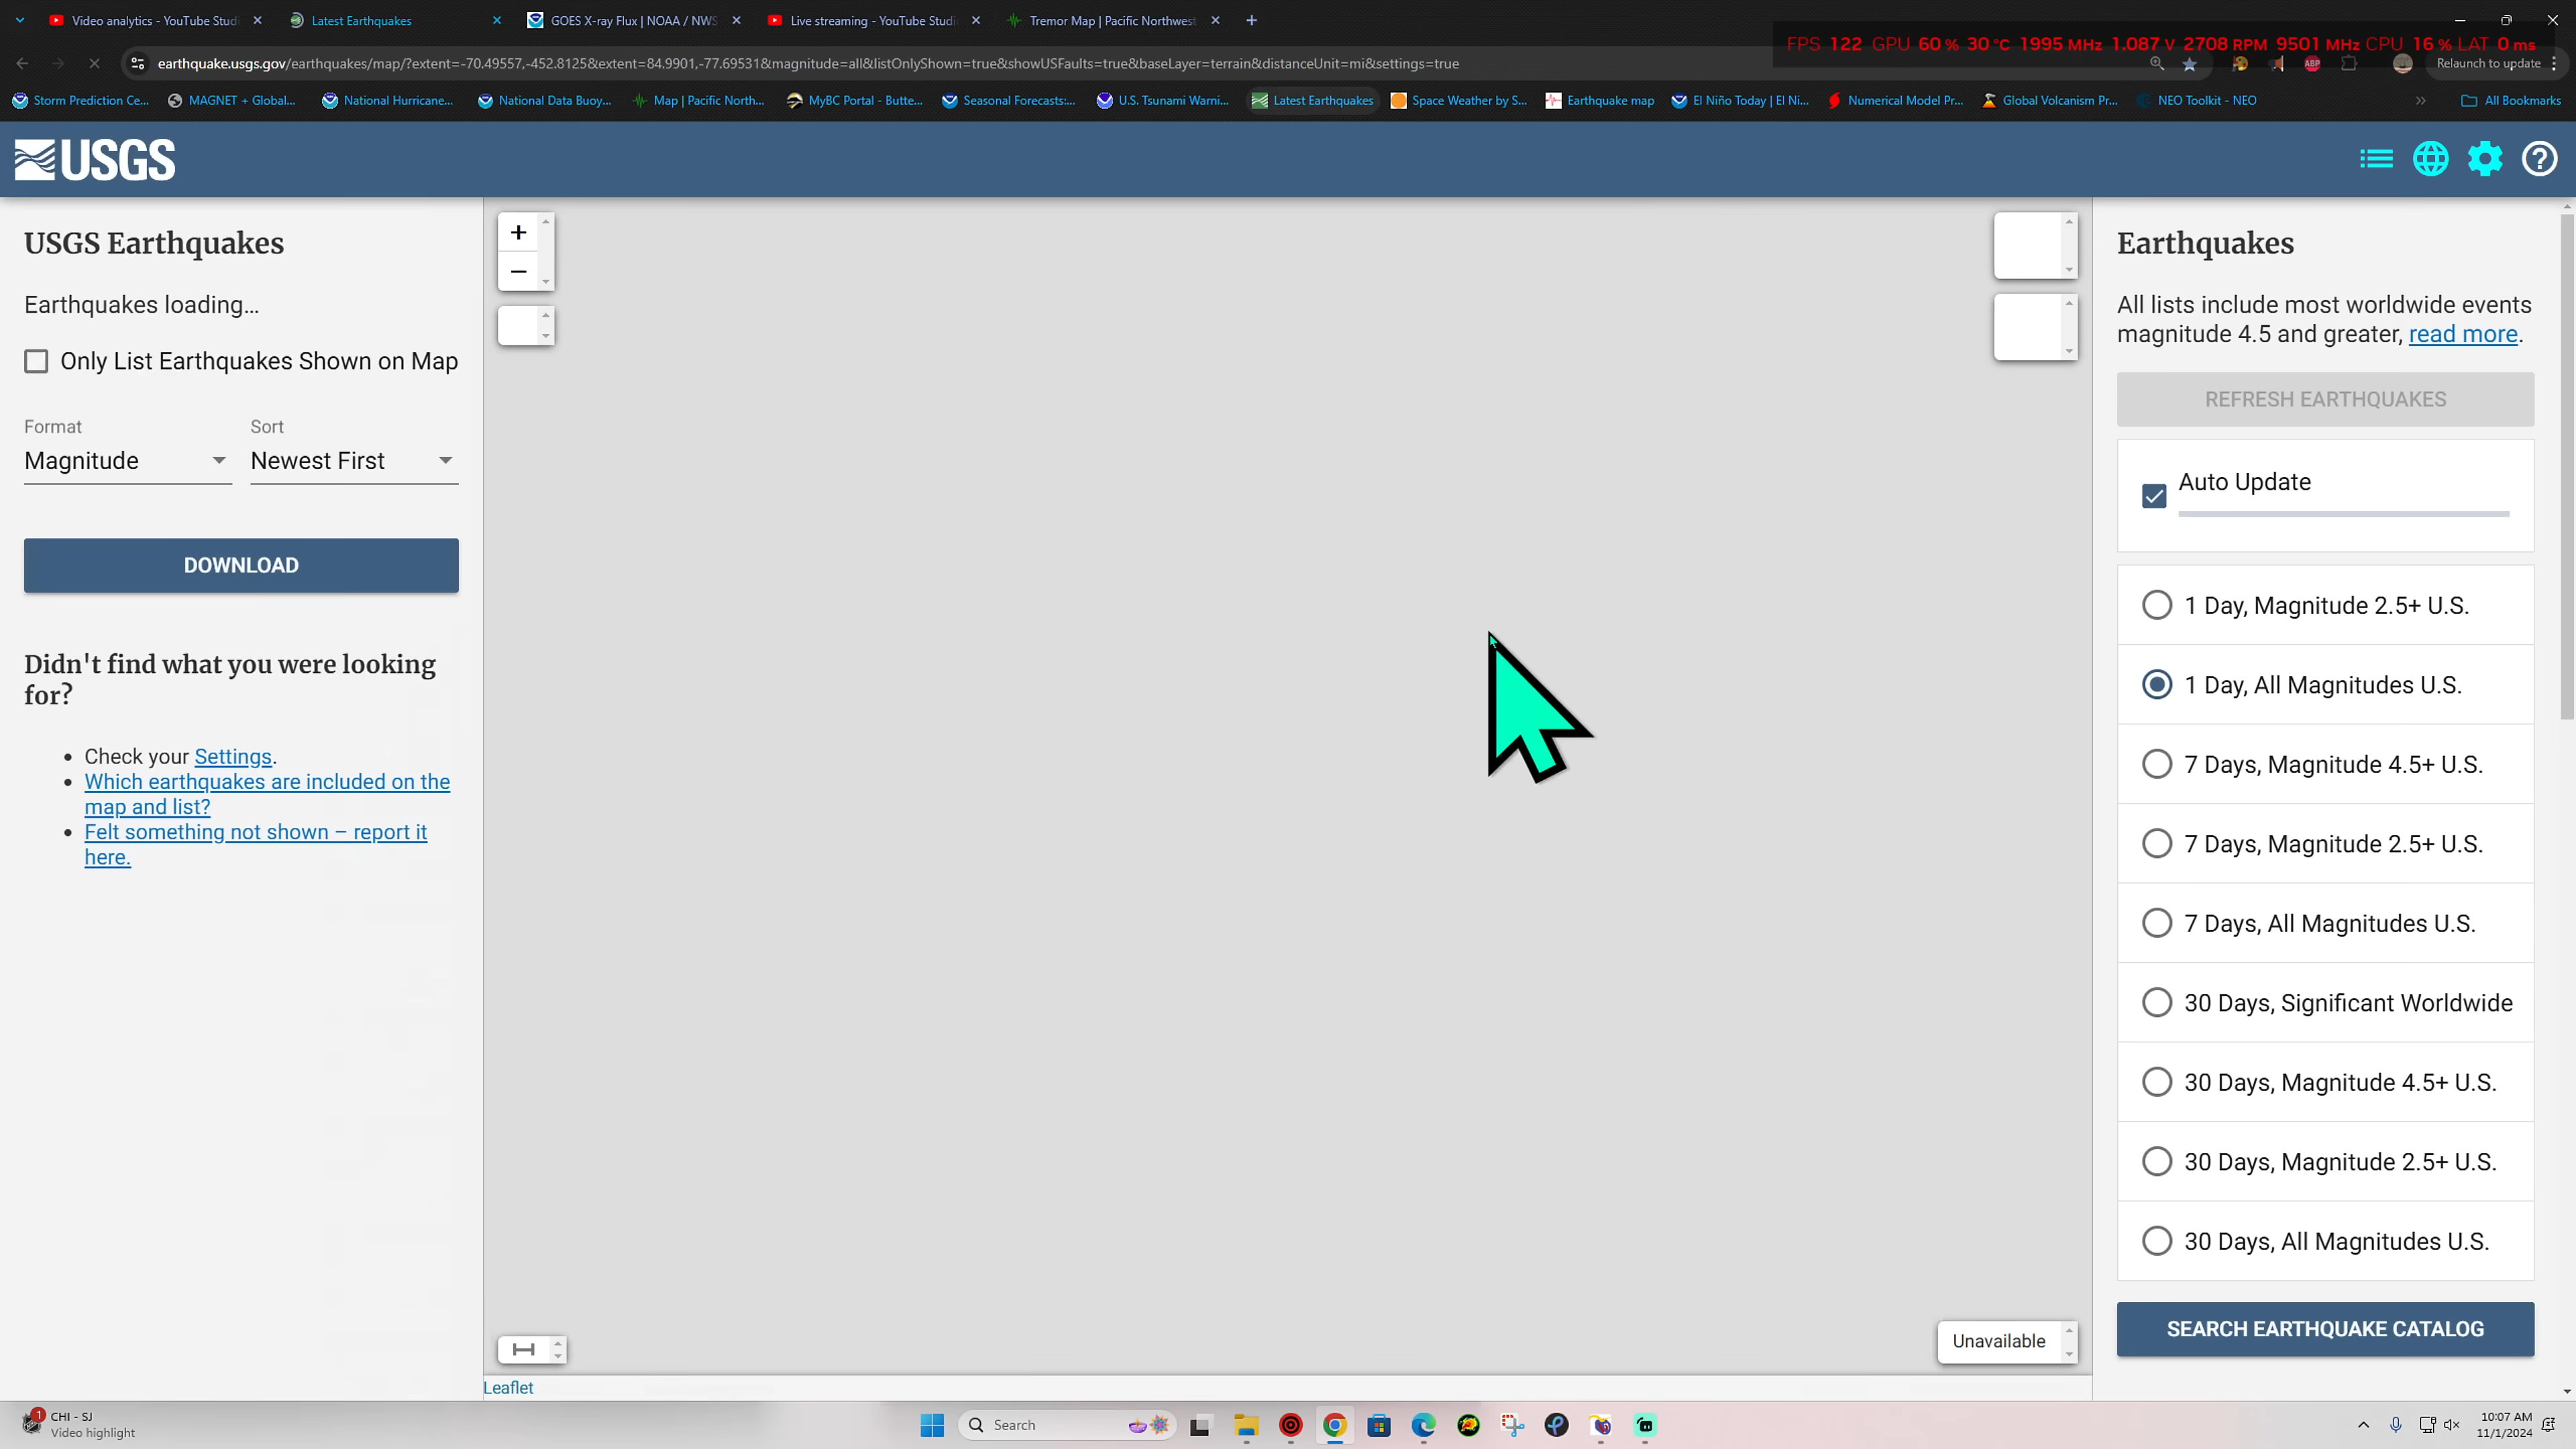 Video analytics - YouTube Studi
Latest Earthquakes
GOES X-ray Flux | NOAA / NWS
Live streaming - YouTube Studi
Tremor Map | Pacific Northwest
FPS 122 GPU 60 % 30 °C 1995 MHz 1.087 V 2708 RPM 9501 MHz CPU 16 % LAT 0 ms
earthquake.usgs.gov/earthquakes/map/?extent=-70.49557,-452.8125&extent=84.9901,-77.69531&magnitude=all&listOnlyShown=true&showUSFaults=true&baseLayer=terrain&distanceUnit=mi&settings=true
ABP
Relaunch to update
Storm Prediction Ce...
MAGNET + Global...
National Hurricane...
National Data Buoy...
Map | Pacific North...
MyBC Portal - Butte...
Seasonal Forecasts:...
U.S. Tsunami Warni...
Latest Earthquakes
Space Weather by S...
Earthquake map
El Niño Today | El Ni...
Numerical Model Pr...
Global Volcanism Pr...
NEO Toolkit - NEO
All Bookmarks
USGS
USGS Earthquakes
Earthquakes loading...
Only List Earthquakes Shown on Map
Format
Sort
Magnitude
Newest First
DOWNLOAD
Didn't find what you were looking
for?
Check your Settings.
Which earthquakes are included on the
map and list?
Felt something not shown – report it
here.
+
−
Unavailable
Leaflet
Earthquakes
All lists include most worldwide events
magnitude 4.5 and greater, read more.
REFRESH EARTHQUAKES
Auto Update
1 Day, Magnitude 2.5+ U.S.
1 Day, All Magnitudes U.S.
7 Days, Magnitude 4.5+ U.S.
7 Days, Magnitude 2.5+ U.S.
7 Days, All Magnitudes U.S.
30 Days, Significant Worldwide
30 Days, Magnitude 4.5+ U.S.
30 Days, Magnitude 2.5+ U.S.
30 Days, All Magnitudes U.S.
SEARCH EARTHQUAKE CATALOG
1
CHI - SJ
Video highlight
Search
10:07 AM
11/1/2024